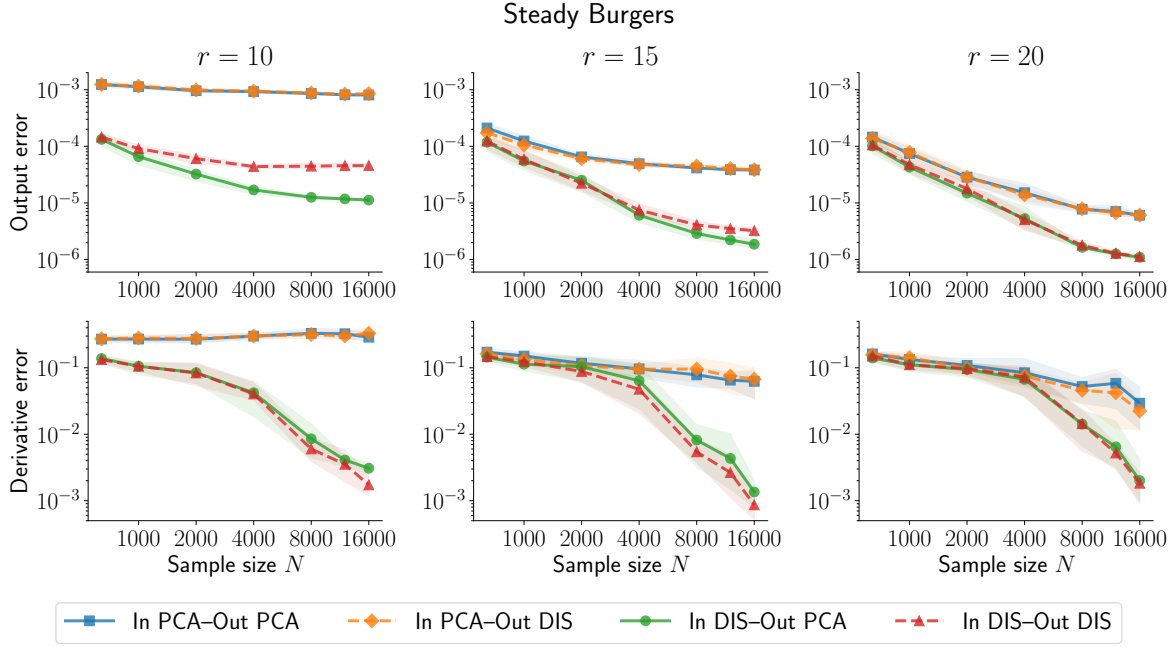 Steady Burgers
r = 10
r = 15
r = 20
Output error
10⁻³
10⁻⁴
10⁻⁵
10⁻⁶
1000 2000 4000 8000 16000
10⁻³
10⁻⁴
10⁻⁵
10⁻⁶
1000 2000 4000 8000 16000
10⁻³
10⁻⁴
10⁻⁵
10⁻⁶
1000 2000 4000 8000 16000
Derivative error
10⁻¹
10⁻²
10⁻³
1000 2000 4000 8000 16000
Sample size N
10⁻¹
10⁻²
10⁻³
1000 2000 4000 8000 16000
Sample size N
10⁻¹
10⁻²
10⁻³
1000 2000 4000 8000 16000
Sample size N
In PCA–Out PCA
In PCA–Out DIS
In DIS–Out PCA
In DIS–Out DIS